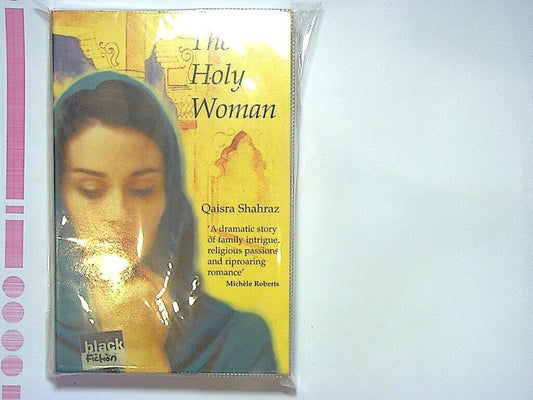 The
Holy
Woman
Qaisra Shahraz
'A dramatic story
of family intrigue,
religious passions
and riproaring
romance'
Michèle Roberts
black
Fiction